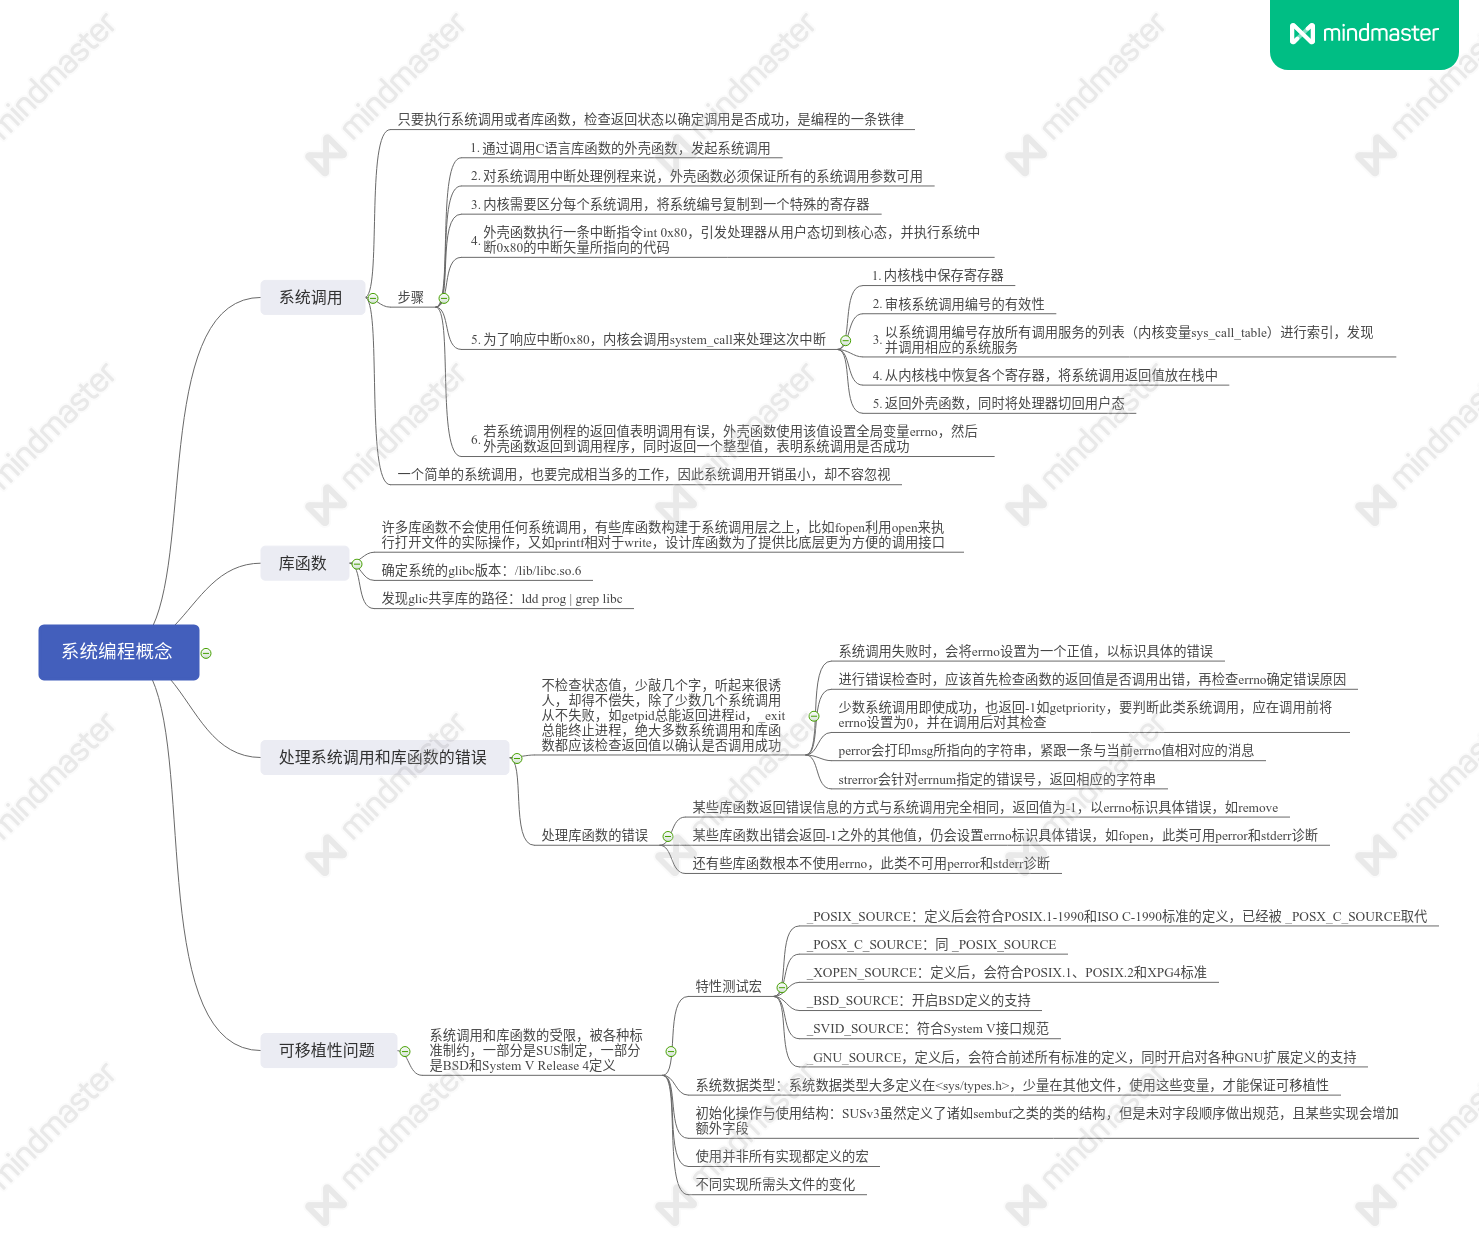 mindmaster
系统编程概念
系统调用
只要执行系统调用或者库函数，检查返回状态以确定调用是否成功，是编程的一条铁律
步骤
1. 通过调用C语言库函数的外壳函数，发起系统调用
2. 对系统调用中断处理例程来说，外壳函数必须保证所有的系统调用参数可用
3. 内核需要区分每个系统调用，将系统编号复制到一个特殊的寄存器
4. 外壳函数执行一条中断指令int 0x80，引发处理器从用户态切到核心态，并执行系统中
断0x80的中断矢量所指向的代码
5. 为了响应中断0x80，内核会调用system_call来处理这次中断
1. 内核栈中保存寄存器
2. 审核系统调用编号的有效性
3. 以系统调用编号存放所有调用服务的列表（内核变量sys_call_table）进行索引，发现
并调用相应的系统服务
4. 从内核栈中恢复各个寄存器，将系统调用返回值放在栈中
5. 返回外壳函数，同时将处理器切回用户态
6. 若系统调用例程的返回值表明调用有误，外壳函数使用该值设置全局变量errno，然后
外壳函数返回到调用程序，同时返回一个整型值，表明系统调用是否成功
一个简单的系统调用，也要完成相当多的工作，因此系统调用开销虽小，却不容忽视
库函数
许多库函数不会使用任何系统调用，有些库函数构建于系统调用层之上，比如fopen利用open来执
行打开文件的实际操作，又如printf相对于write，设计库函数为了提供比底层更为方便的调用接口
确定系统的glibc版本：/lib/libc.so.6
发现glic共享库的路径：ldd prog | grep libc
处理系统调用和库函数的错误
不检查状态值，少敲几个字，听起来很诱
人，却得不偿失，除了少数几个系统调用
从不失败，如getpid总能返回进程id，_exit
总能终止进程，绝大多数系统调用和库函
数都应该检查返回值以确认是否调用成功
系统调用失败时，会将errno设置为一个正值，以标识具体的错误
进行错误检查时，应该首先检查函数的返回值是否调用出错，再检查errno确定错误原因
少数系统调用即使成功，也返回-1如getpriority，要判断此类系统调用，应在调用前将
errno设置为0，并在调用后对其检查
perror会打印msg所指向的字符串，紧跟一条与当前errno值相对应的消息
strerror会针对errnum指定的错误号，返回相应的字符串
处理库函数的错误
某些库函数返回错误信息的方式与系统调用完全相同，返回值为-1，以errno标识具体错误，如remove
某些库函数出错会返回-1之外的其他值，仍会设置errno标识具体错误，如fopen，此类可用perror和stderr诊断
还有些库函数根本不使用errno，此类不可用perror和stderr诊断
可移植性问题
系统调用和库函数的受限，被各种标
准制约，一部分是SUS制定，一部分
是BSD和System V Release 4定义
特性测试宏
_POSIX_SOURCE：定义后会符合POSIX.1-1990和ISO C-1990标准的定义，已经被 _POSX_C_SOURCE取代
_POSX_C_SOURCE：同 _POSIX_SOURCE
_XOPEN_SOURCE：定义后，会符合POSIX.1、POSIX.2和XPG4标准
_BSD_SOURCE：开启BSD定义的支持
_SVID_SOURCE：符合System V接口规范
_GNU_SOURCE，定义后，会符合前述所有标准的定义，同时开启对各种GNU扩展定义的支持
系统数据类型：系统数据类型大多定义在<sys/types.h>，少量在其他文件，使用这些变量，才能保证可移植性
初始化操作与使用结构：SUSv3虽然定义了诸如sembuf之类的类的结构，但是未对字段顺序做出规范，且某些实现会增加
额外字段
使用并非所有实现都定义的宏
不同实现所需头文件的变化